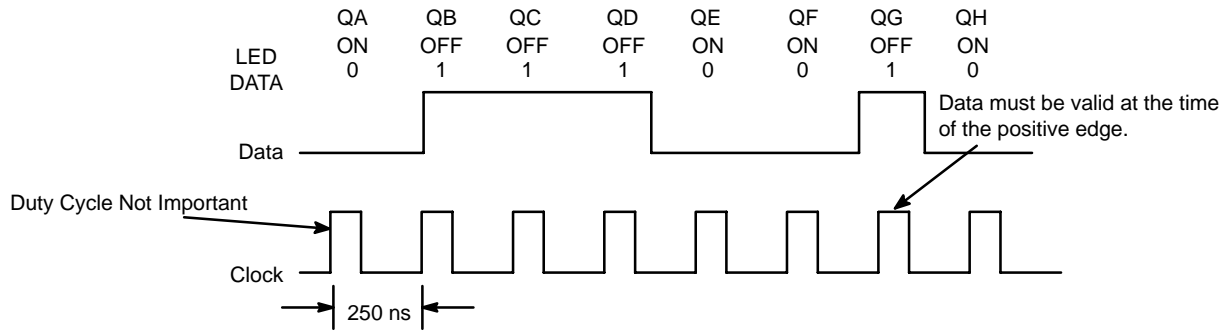 QA QB QC QD QE QF QG QH
ON OFF OFF OFF ON ON OFF ON
LED
DATA
0 1 1 1 0 0 1 0
Data must be valid at the time
of the positive edge.
Data
Duty Cycle Not Important
Clock
250 ns